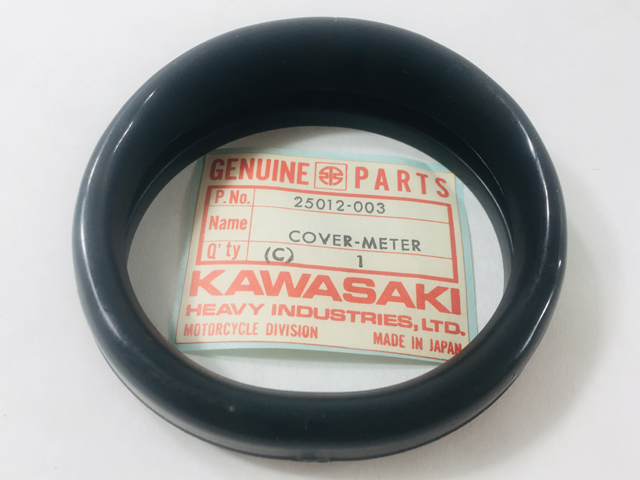 GENUINE PARTS
P. No. 25012-003
Name COVER-METER
Q'ty (C) 1
KAWASAKI
HEAVY INDUSTRIES, LTD.
MOTORCYCLE DIVISION MADE IN JAPAN